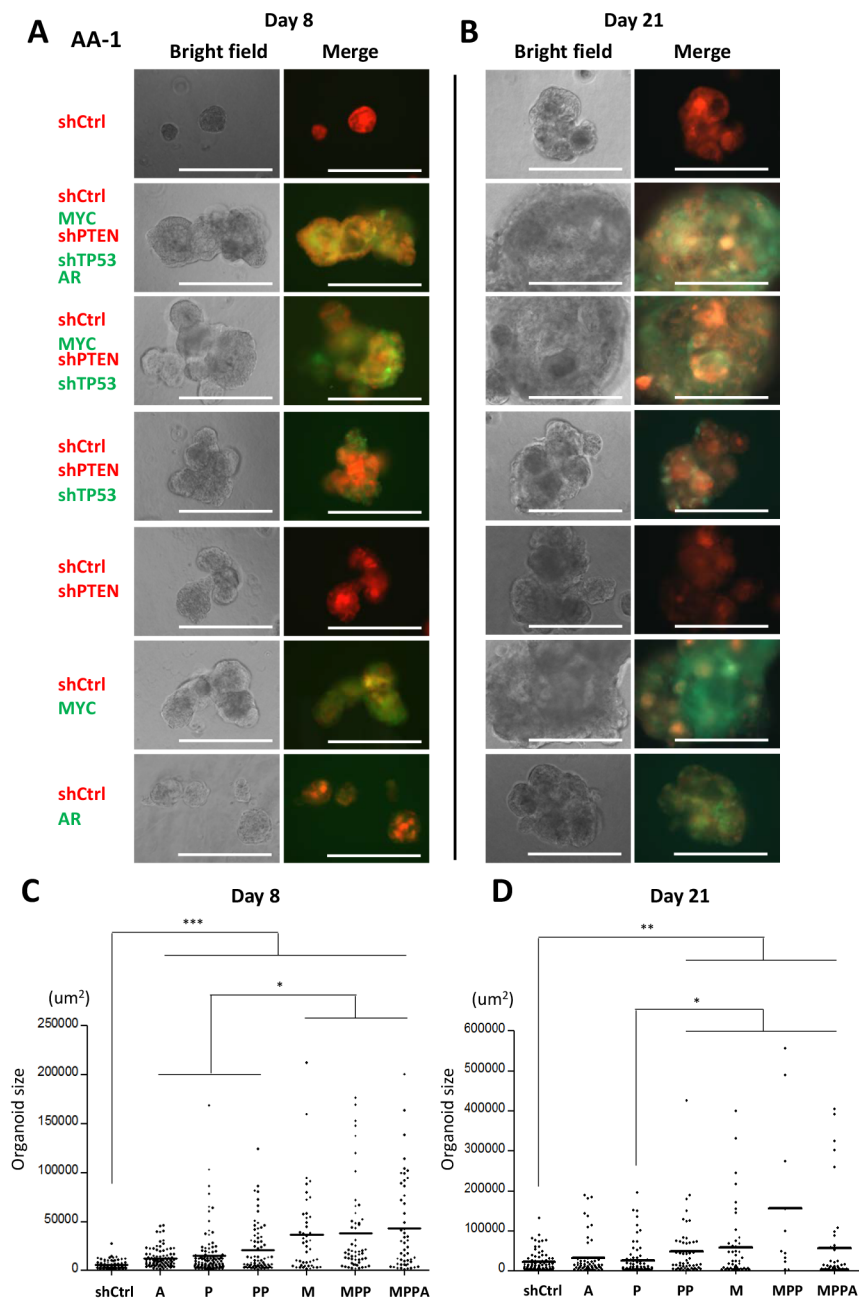 A
AA-1
Day 8
Bright field
Merge
B
Day 21
Bright field
Merge
shCtrl
shCtrl
MYC
shPTEN
shTP53
AR
shCtrl
MYC
shPTEN
shTP53
shCtrl
shPTEN
shTP53
shCtrl
shPTEN
shCtrl
MYC
shCtrl
AR
C
Day 8
***
*
(um²)
Organoid size
250000
200000
150000
100000
50000
0
shCtrl A P PP M MPP MPPA
D
Day 21
**
*
(um²)
Organoid size
600000
500000
400000
300000
200000
100000
0
shCtrl A P PP M MPP MPPA